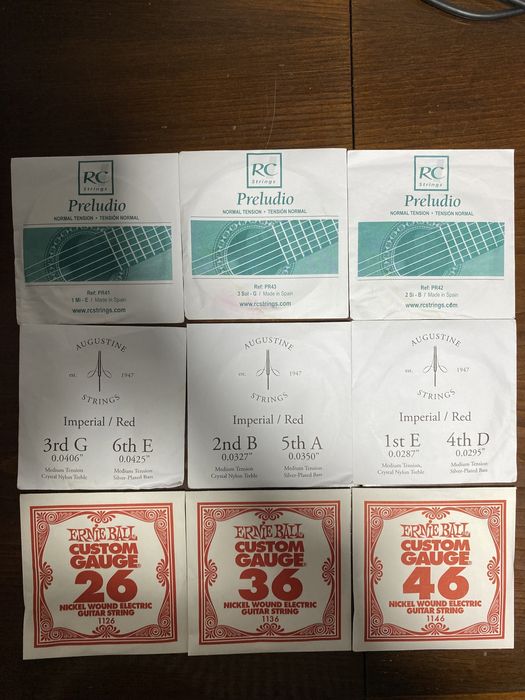 RC
Strings
Preludio
NORMAL TENSION • TENSIÓN NORMAL
Ref: PR41
1 Mi - E / Made in Spain
www.rcstrings.com
RC
Strings
Preludio
NORMAL TENSION • TENSIÓN NORMAL
Ref: PR43
3 Sol - G / Made in Spain
www.rcstrings.com
RC
Strings
Preludio
NORMAL TENSION • TENSIÓN NORMAL
Ref: PR42
2 Si - B / Made in Spain
www.rcstrings.com
AUGUSTINE
est. 1947
STRINGS
Imperial / Red
3rd G 6th E
0.0406" 0.0425"
Medium Tension Medium Tension
Crystal Nylon Treble Silver-Plated Bass
AUGUSTINE
est. 1947
STRINGS
Imperial / Red
2nd B 5th A
0.0327" 0.0350"
Medium Tension Medium Tension
Crystal Nylon Treble Silver-Plated Bass
AUGUSTINE
est. 1947
STRINGS
Imperial / Red
1st E 4th D
0.0287" 0.0295"
Medium Tension Medium Tension
Crystal Nylon Treble Silver-Plated Bass
ERNIE BALL
CUSTOM
GAUGE
26
NICKEL WOUND ELECTRIC
GUITAR STRING
1126
ERNIE BALL
CUSTOM
GAUGE
36
NICKEL WOUND ELECTRIC
GUITAR STRING
1136
ERNIE BALL
CUSTOM
GAUGE
46
NICKEL WOUND ELECTRIC
GUITAR STRING
1146